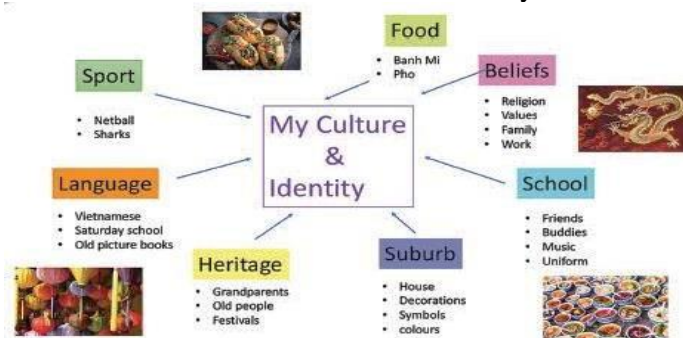 Food
Banh Mi
Pho
Sport
Netball
Sharks
Beliefs
Religion
Values
Family
Work
My Culture
&
Identity
Language
Vietnamese
Saturday school
Old picture books
School
Friends
Buddies
Music
Uniform
Heritage
Grandparents
Old people
Festivals
Suburb
House
Decorations
Symbols
colours